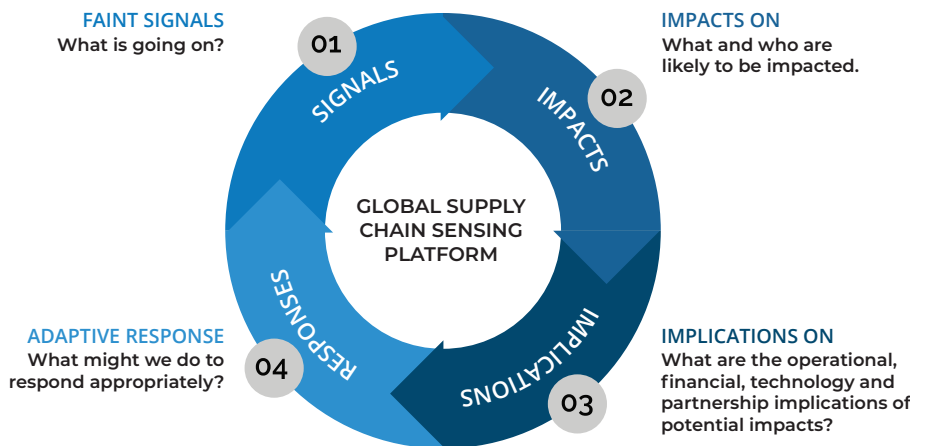 FAINT SIGNALS
What is going on?
01
SIGNALS
IMPACTS ON
What and who are
likely to be impacted.
02
IMPACTS
GLOBAL SUPPLY
CHAIN SENSING
PLATFORM
IMPLICATIONS ON
What are the operational,
financial, technology and
partnership implications of
potential impacts?
03
IMPLICATIONS
ADAPTIVE RESPONSE
What might we do to
respond appropriately?
04
RESPONSES